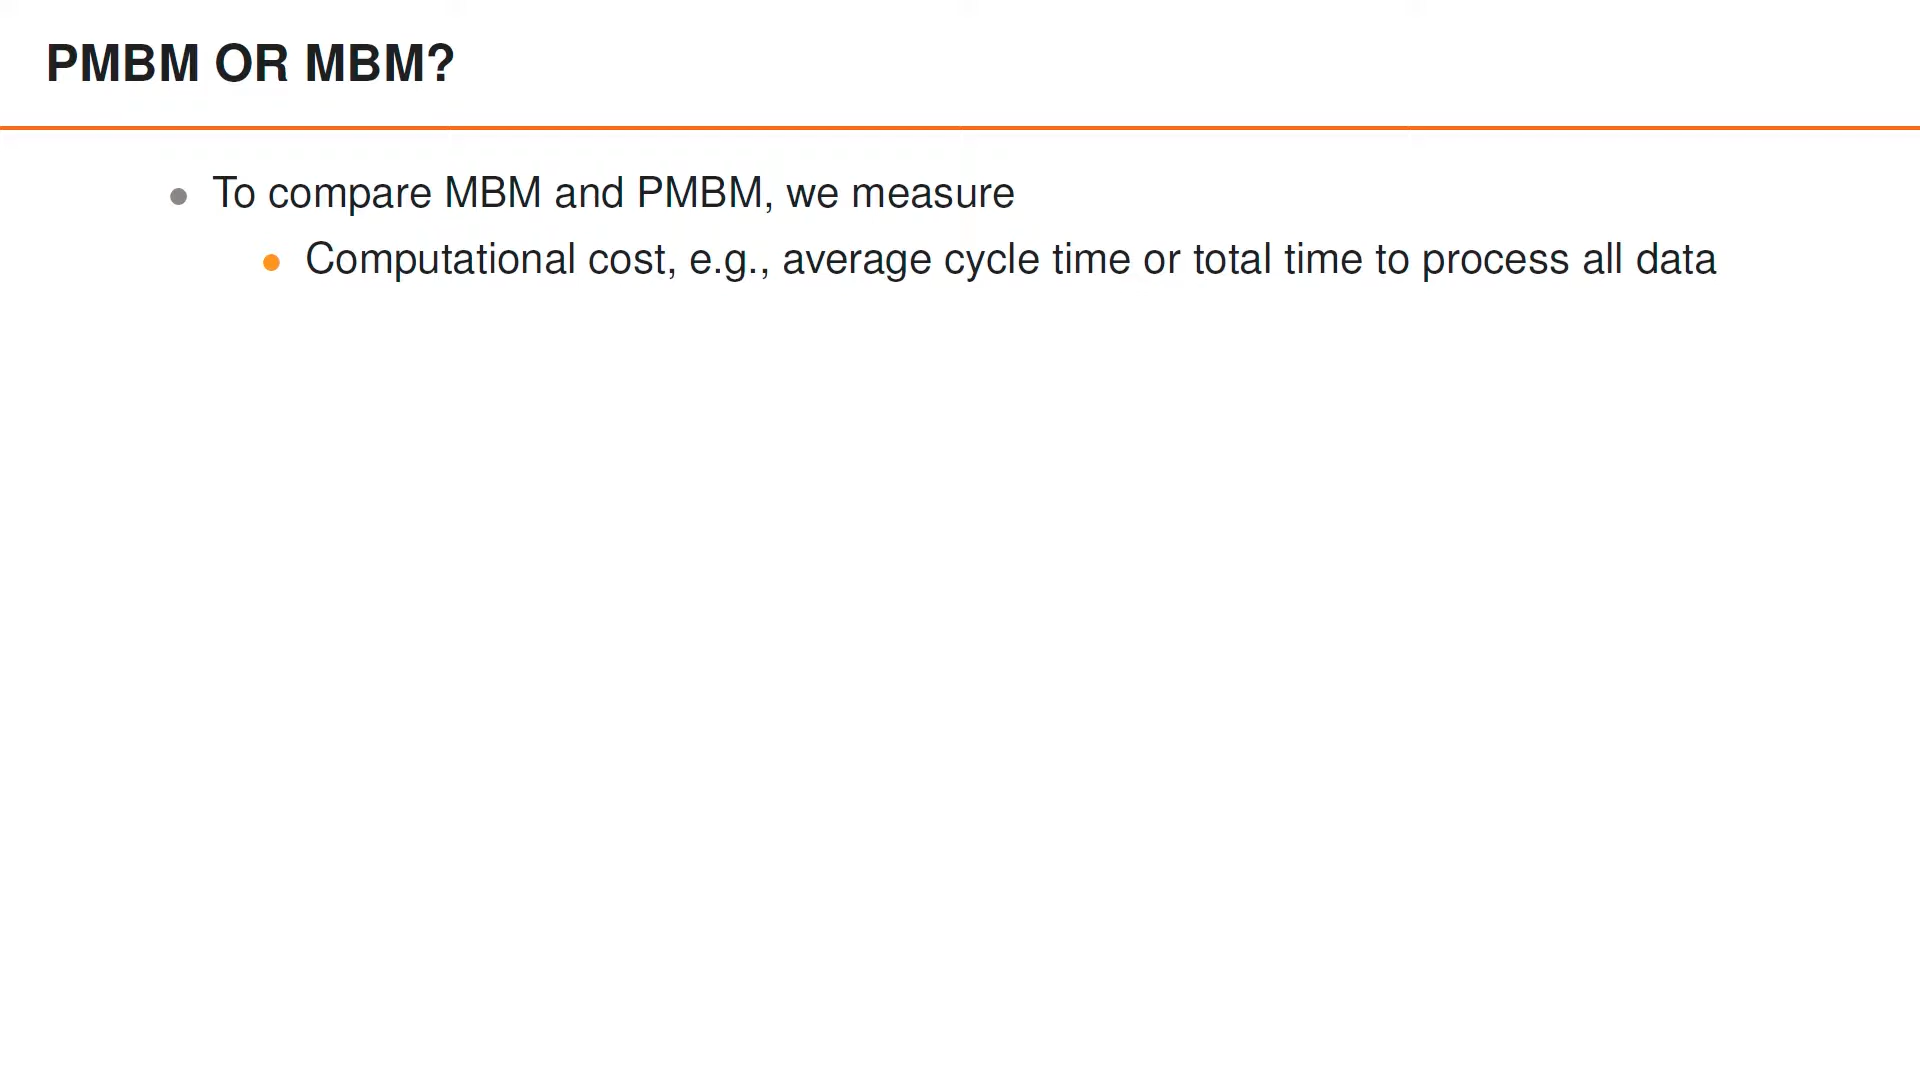 PMBM OR MBM?
To compare MBM and PMBM, we measure
Computational cost, e.g., average cycle time or total time to process all data